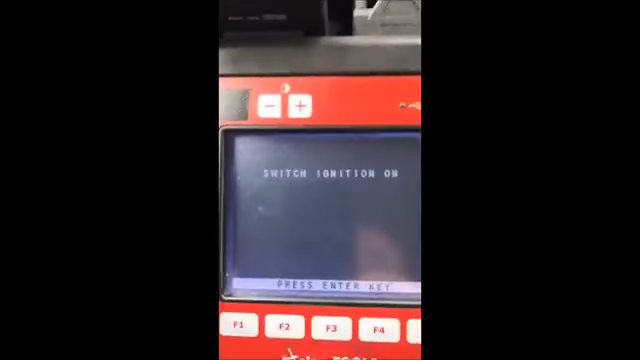 − +
SWITCH IGNITION ON
PRESS ENTER KEY
F1 F2 F3 F4